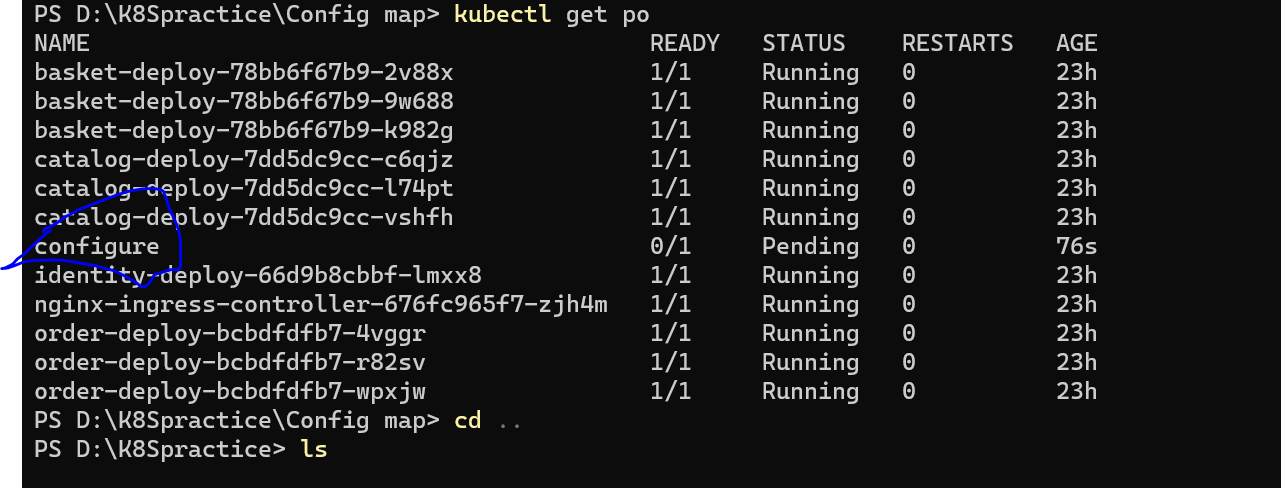 PS D:\K8Spractice\Config map> kubectl get po
NAME READY STATUS RESTARTS AGE
basket-deploy-78bb6f67b9-2v88x 1/1 Running 0 23h
basket-deploy-78bb6f67b9-9w688 1/1 Running 0 23h
basket-deploy-78bb6f67b9-k982g 1/1 Running 0 23h
catalog-deploy-7dd5dc9cc-c6qjz 1/1 Running 0 23h
catalog-deploy-7dd5dc9cc-l74pt 1/1 Running 0 23h
catalog-deploy-7dd5dc9cc-vshfh 1/1 Running 0 23h
configure 0/1 Pending 0 76s
identity-deploy-66d9b8cbbf-lmxx8 1/1 Running 0 23h
nginx-ingress-controller-676fc965f7-zjh4m 1/1 Running 0 23h
order-deploy-bcbdfdfb7-4vggr 1/1 Running 0 23h
order-deploy-bcbdfdfb7-r82sv 1/1 Running 0 23h
order-deploy-bcbdfdfb7-wpxjw 1/1 Running 0 23h
PS D:\K8Spractice\Config map> cd ..
PS D:\K8Spractice> ls